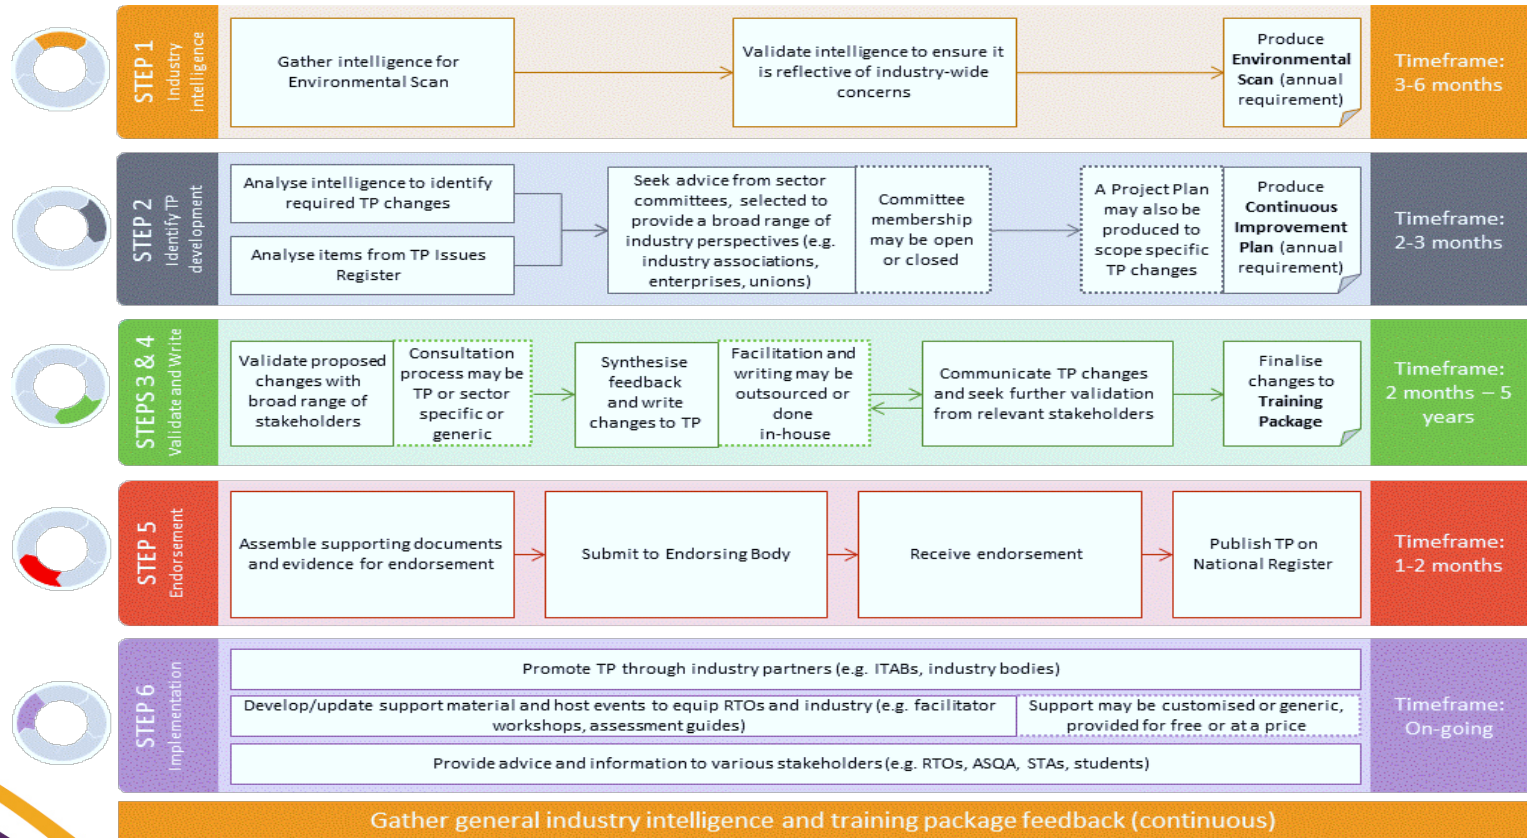 STEP 1
Industry
intelligence
Gather intelligence for
Environmental Scan
Validate intelligence to ensure it
is reflective of industry-wide
concerns
Produce
Environmental
Scan (annual
requirement)
Timeframe:
3-6 months
STEP 2
Identify TP
development
Analyse intelligence to identify
required TP changes
Analyse items from TP Issues
Register
Seek advice from sector
committees, selected to
provide a broad range of
industry perspectives (e.g.
industry associations,
enterprises, unions)
Committee
membership
may be open
or closed
A Project Plan
may also be
produced to
scope specific
TP changes
Produce
Continuous
Improvement
Plan (annual
requirement)
Timeframe:
2-3 months
STEPS 3 & 4
Validate and Write
Validate proposed
changes with
broad range of
stakeholders
Consultation
process may be
TP or sector
specific or
generic
Synthesise
feedback
and write
changes to TP
Facilitation and
writing may be
outsourced or
done
in-house
Communicate TP changes
and seek further validation
from relevant stakeholders
Finalise
changes to
Training
Package
Timeframe:
2 months – 5
years
STEP 5
Endorsement
Assemble supporting documents
and evidence for endorsement
Submit to Endorsing Body
Receive endorsement
Publish TP on
National Register
Timeframe:
1-2 months
STEP 6
Implementation
Promote TP through industry partners (e.g. ITABs, industry bodies)
Develop/update support material and host events to equip RTOs and industry (e.g. facilitator
workshops, assessment guides)
Support may be customised or generic,
provided for free or at a price
Provide advice and information to various stakeholders (e.g. RTOs, ASQA, STAs, students)
Timeframe:
On-going
Gather general industry intelligence and training package feedback (continuous)